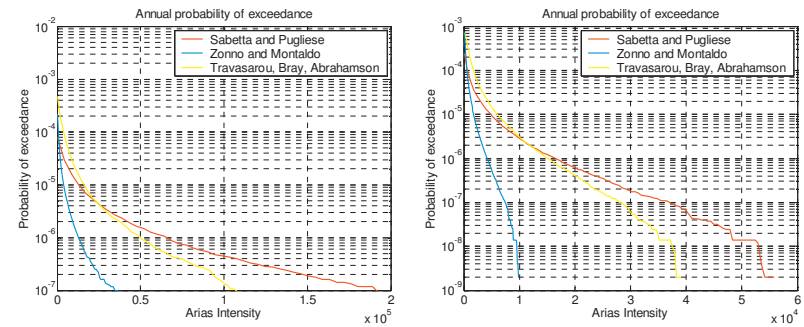 Annual probability of exceedance
Probability of exceedance
10^-2
10^-3
10^-4
10^-5
10^-6
10^-7
Sabetta and Pugliese
Zonno and Montaldo
Travasarou, Bray, Abrahamson
0 0.5 1 1.5 2
x 10^5
Arias Intensity
Annual probability of exceedance
Probability of exceedance
10^-3
10^-4
10^-5
10^-6
10^-7
10^-8
10^-9
Sabetta and Pugliese
Zonno and Montaldo
Travasarou, Bray, Abrahamson
0 1 2 3 4 5 6
x 10^4
Arias Intensity